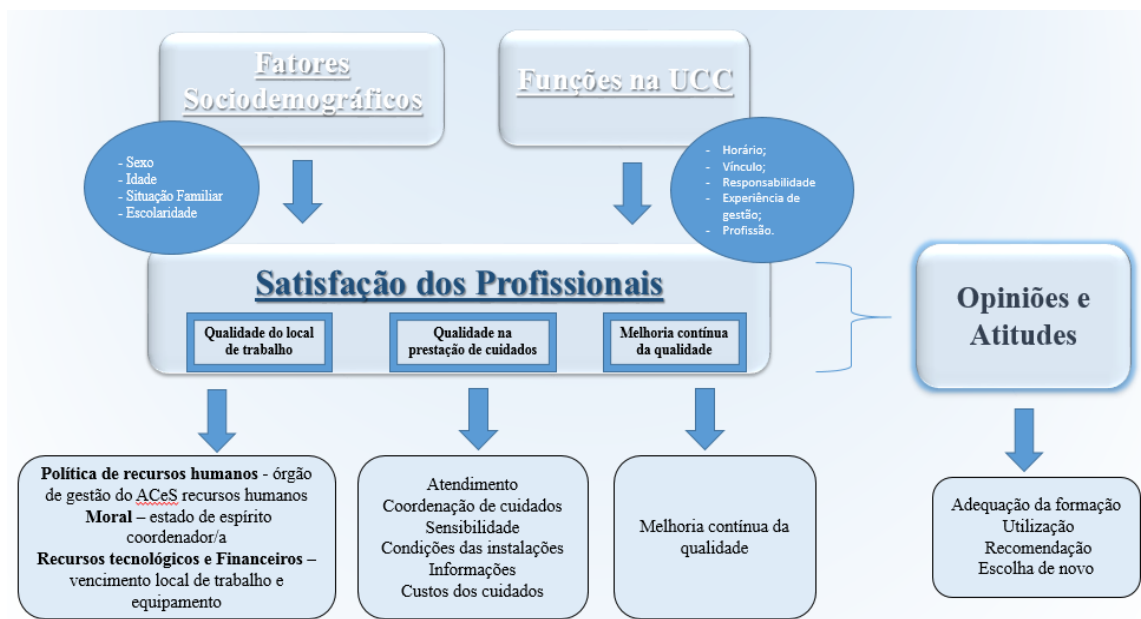 Fatores
Sociodemográficos
Funções na UCC
- Sexo
- Idade
- Situação Familiar
- Escolaridade
- Horário;
- Vínculo;
- Responsabilidade
- Experiência de
gestão;
- Profissão.
Satisfação dos Profissionais
Qualidade do local
de trabalho
Qualidade na
prestação de cuidados
Melhoria contínua
da qualidade
Opiniões e
Atitudes
Política de recursos humanos - órgão
de gestão do ACeS recursos humanos
Moral – estado de espírito
coordenador/a
Recursos tecnológicos e Financeiros –
vencimento local de trabalho e
equipamento
Atendimento
Coordenação de cuidados
Sensibilidade
Condições das instalações
Informações
Custos dos cuidados
Melhoria contínua da
qualidade
Adequação da formação
Utilização
Recomendação
Escolha de novo